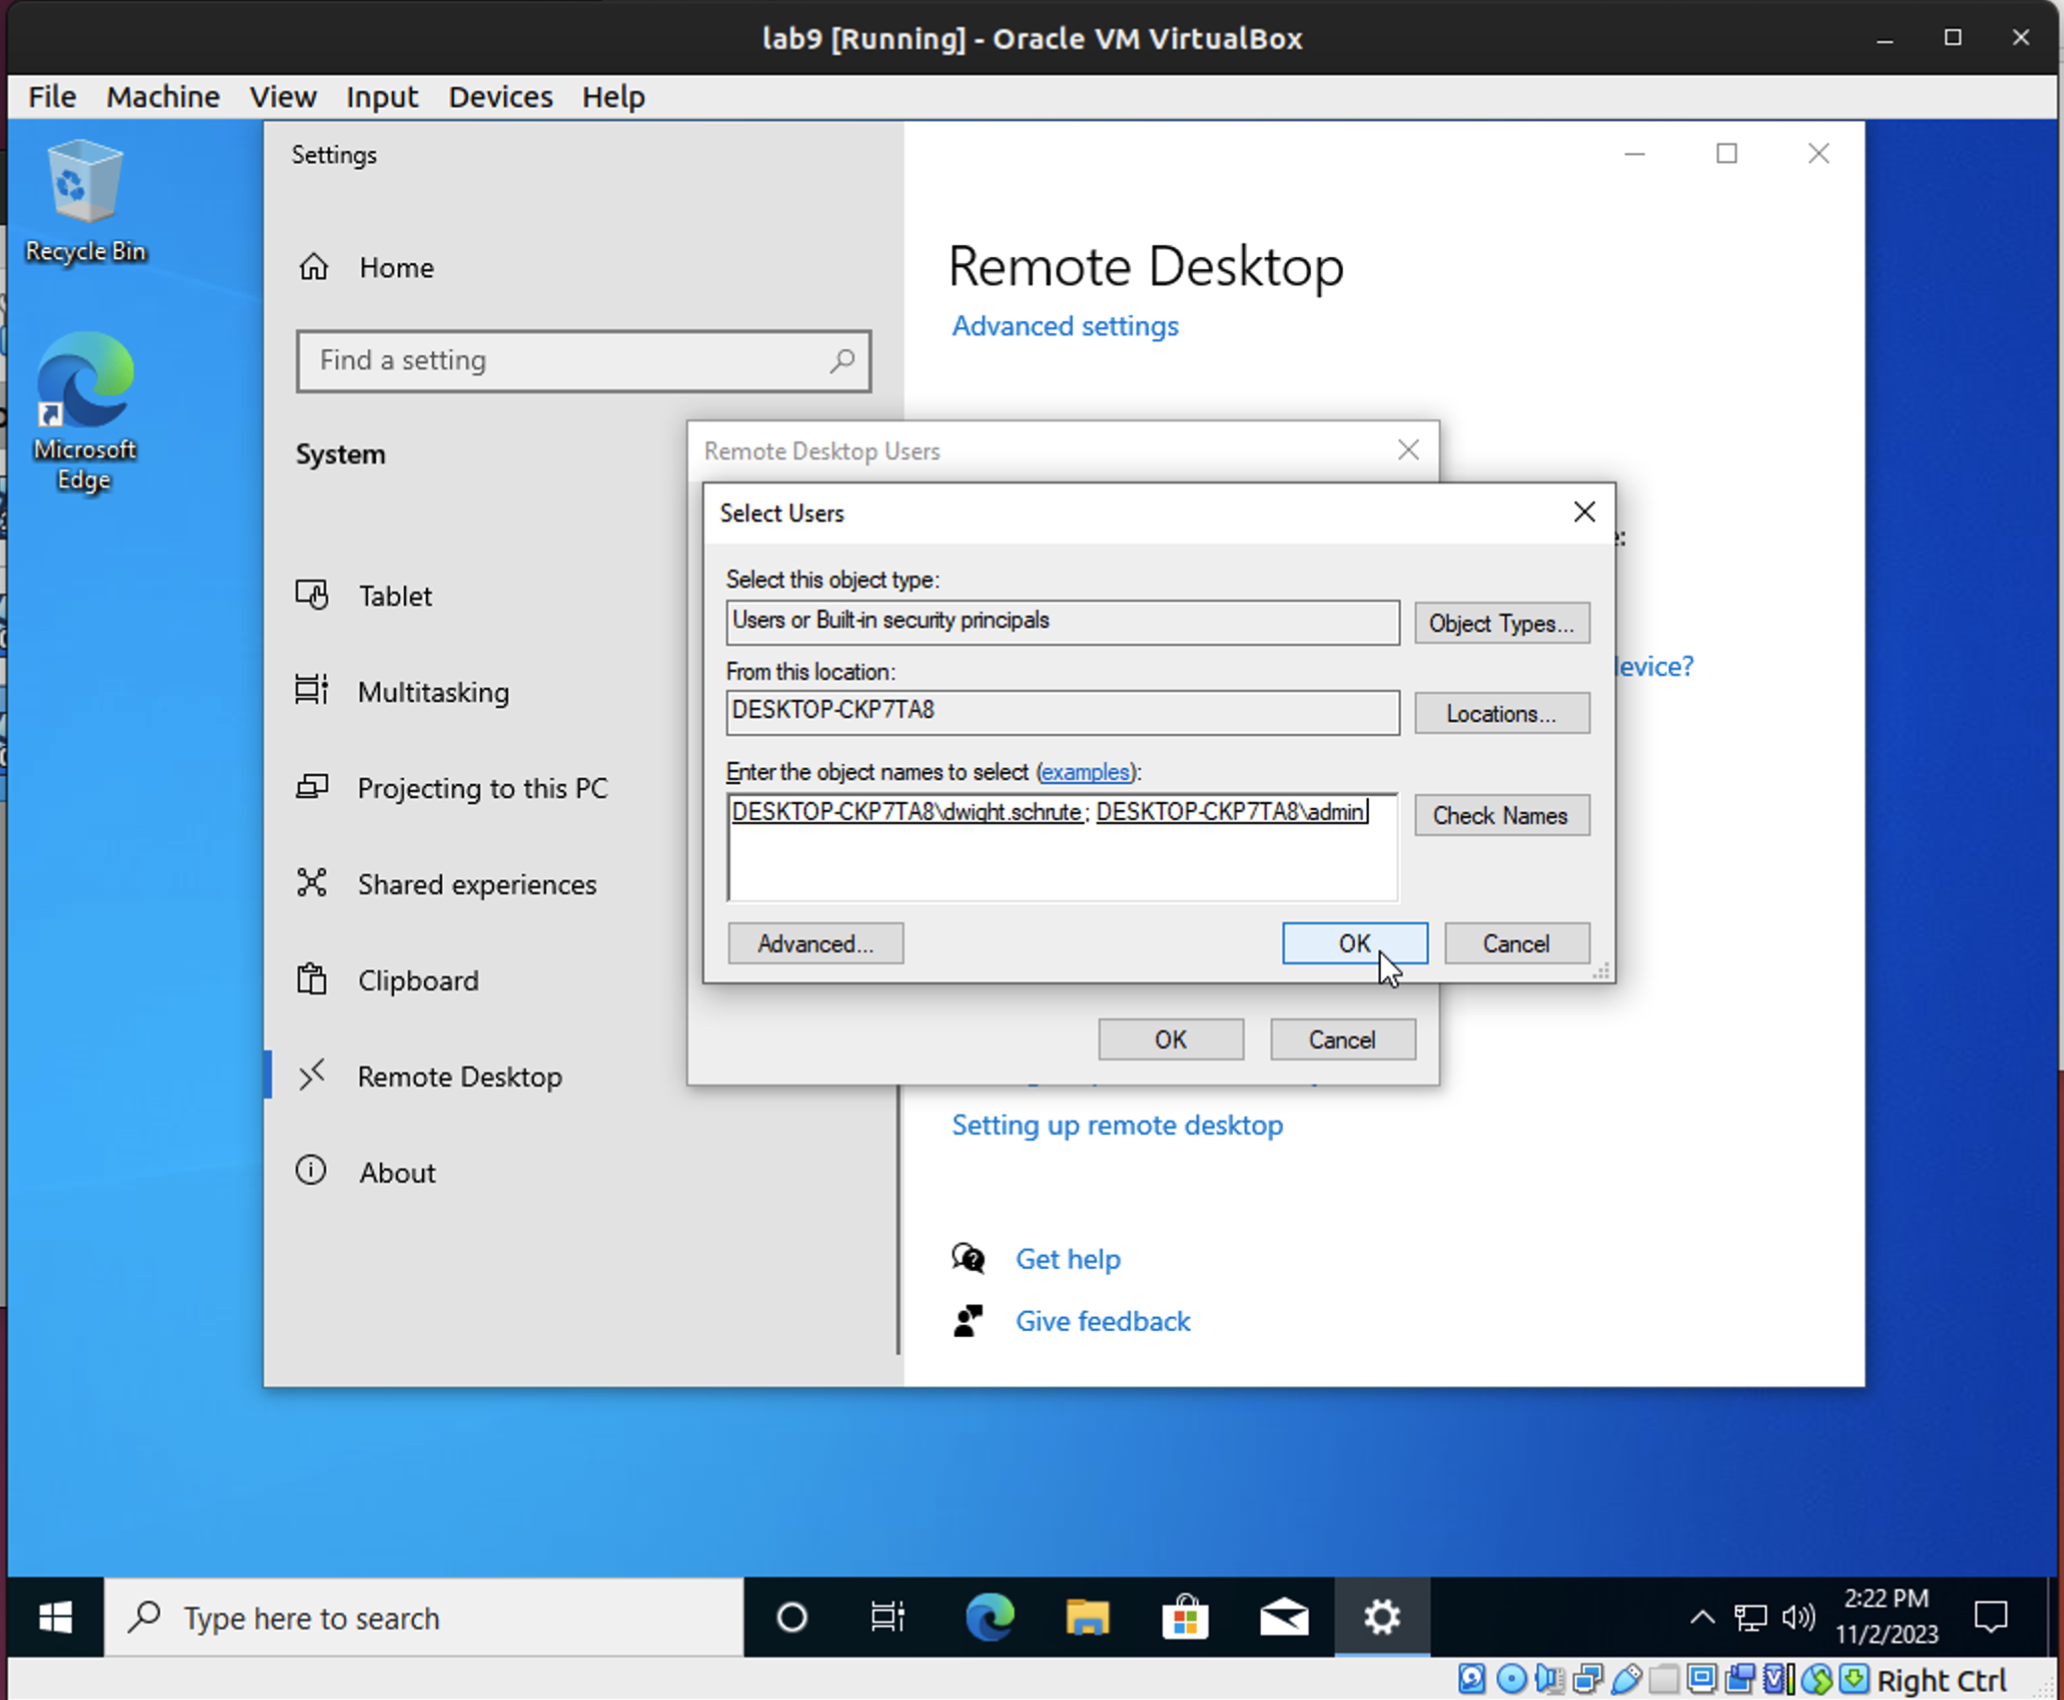 lab9 [Running] - Oracle VM VirtualBox
File Machine View Input Devices Help
Recycle Bin
Microsoft
Edge
Settings
Home
Find a setting
System
Tablet
Multitasking
Projecting to this PC
Shared experiences
Clipboard
Remote Desktop
About
Remote Desktop
Advanced settings
Remote Desktop Users
Select Users
Select this object type:
Users or Built-in security principals
Object Types...
From this location:
DESKTOP-CKP7TA8
Locations...
Enter the object names to select (examples):
DESKTOP-CKP7TA8\dwight.schrute; DESKTOP-CKP7TA8\admin
Check Names
Advanced...
OK
Cancel
OK
Cancel
Setting up remote desktop
Get help
Give feedback
Type here to search
2:22 PM
11/2/2023
Right Ctrl